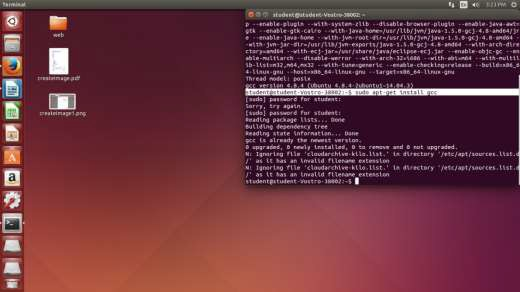 Terminal
En
3:23 PM
web
createimage.pdf
createimage1.png
student@student-Vostro-38002: ~
p --enable-plugin --with-system-zlib --disable-browser-plugin --enable-java-awt=
gtk --enable-gtk-cairo --with-java-home=/usr/lib/jvm/java-1.5.0-gcj-4.8-amd64/jr
e --enable-java-home --with-jvm-root-dir=/usr/lib/jvm/java-1.5.0-gcj-4.8-amd64 -
-with-jvm-jar-dir=/usr/lib/jvm-exports/java-1.5.0-gcj-4.8-amd64 --with-arch-dire
ctory=amd64 --with-ecj-jar=/usr/share/java/eclipse-ecj.jar --enable-objc-gc --en
able-multiarch --disable-werror --with-arch-32=i686 --with-abi=m64 --with-multil
ib-list=m32,m64,mx32 --with-tune=generic --enable-checking=release --build=x86_6
4-linux-gnu --host=x86_64-linux-gnu --target=x86_64-linux-gnu
Thread model: posix
gcc version 4.8.4 (Ubuntu 4.8.4-2ubuntu1~14.04.3)
student@student-Vostro-38002:~$ sudo apt-get install gcc
[sudo] password for student:
Sorry, try again.
[sudo] password for student:
Reading package lists... Done
Building dependency tree
Reading state information... Done
gcc is already the newest version.
0 upgraded, 0 newly installed, 0 to remove and 0 not upgraded.
N: Ignoring file 'cloudarchive-kilo.list.' in directory '/etc/apt/sources.list.d
/' as it has an invalid filename extension
N: Ignoring file 'cloudarchive-kilo.list.' in directory '/etc/apt/sources.list.d
/' as it has an invalid filename extension
student@student-Vostro-38002:~$